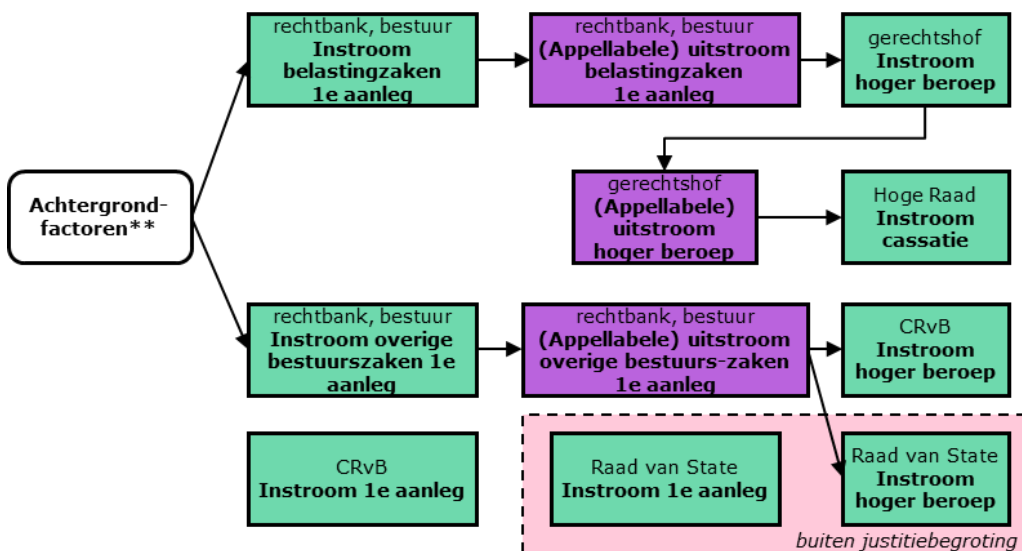 rechtbank, bestuur
Instroom
belastingzaken
1e aanleg
rechtbank, bestuur
(Appellabele) uitstroom
belastingzaken
1e aanleg
gerechtshof
Instroom
hoger beroep
Achtergrond-
factoren**
gerechtshof
(Appellabele)
uitstroom
hoger beroep
Hoge Raad
Instroom
cassatie
rechtbank, bestuur
Instroom overige
bestuurszaken 1e
aanleg
rechtbank, bestuur
(Appellabele) uitstroom
overige bestuurs-zaken
1e aanleg
CRvB
Instroom
hoger beroep
CRvB
Instroom 1e aanleg
Raad van State
Instroom 1e aanleg
Raad van State
Instroom
hoger beroep
buiten justitiebegroting